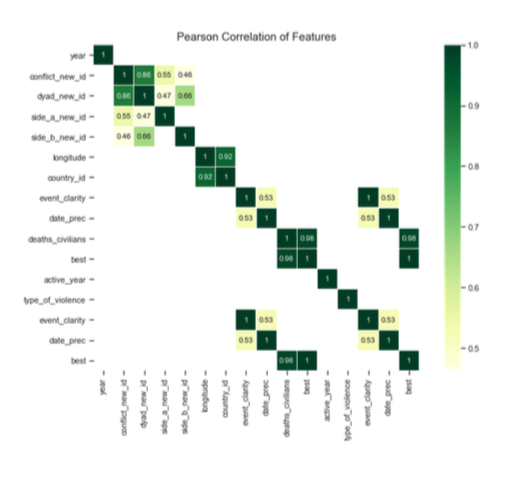 Pearson Correlation of Features
year 1
conflict_new_id 1 0.86 0.55 0.46
dyad_new_id 0.86 1 0.47 0.66
side_a_new_id 0.55 0.47 1
side_b_new_id 0.46 0.66 1
longitude 1 0.92
country_id 0.92 1
event_clarity 1 0.53 1 0.53
date_prec 0.53 1 0.53 1
deaths_civilians 1 0.98 0.98
best 0.98 1 1
active_year 1
type_of_violence 1
event_clarity 1 0.53 1 0.53
date_prec 0.53 1 0.53 1
best 0.98 1 1
year conflict_new_id dyad_new_id side_a_new_id side_b_new_id longitude country_id event_clarity date_prec deaths_civilians best active_year type_of_violence event_clarity date_prec best
1.0
0.9
0.8
0.7
0.6
0.5